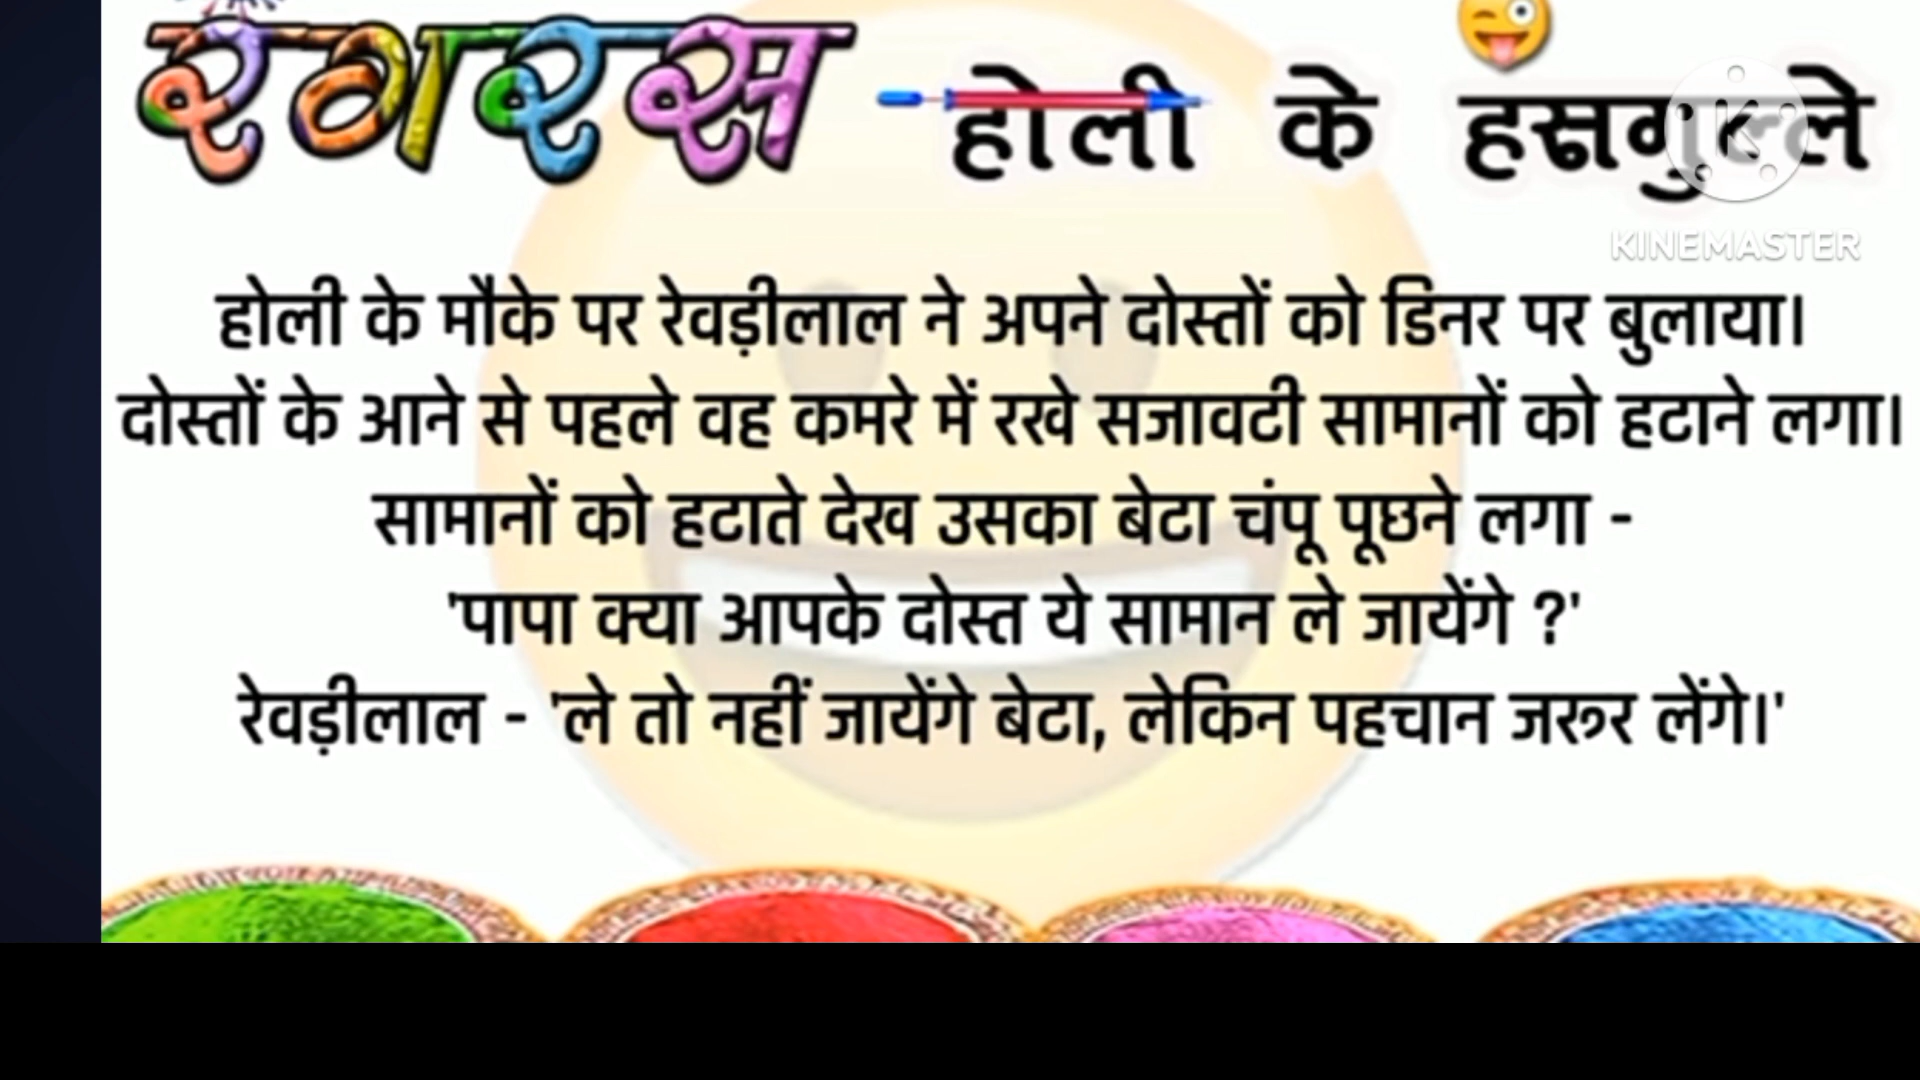 रंगरस होली के हसगुल्ले
KINEMASTER
होली के मौके पर रेवड़ीलाल ने अपने दोस्तों को डिनर पर बुलाया।
दोस्तों के आने से पहले वह कमरे में रखे सजावटी सामानों को हटाने लगा।
सामानों को हटाते देख उसका बेटा चंपू पूछने लगा -
'पापा क्या आपके दोस्त ये सामान ले जायेंगे ?'
रेवड़ीलाल - 'ले तो नहीं जायेंगे बेटा, लेकिन पहचान जरूर लेंगे।'